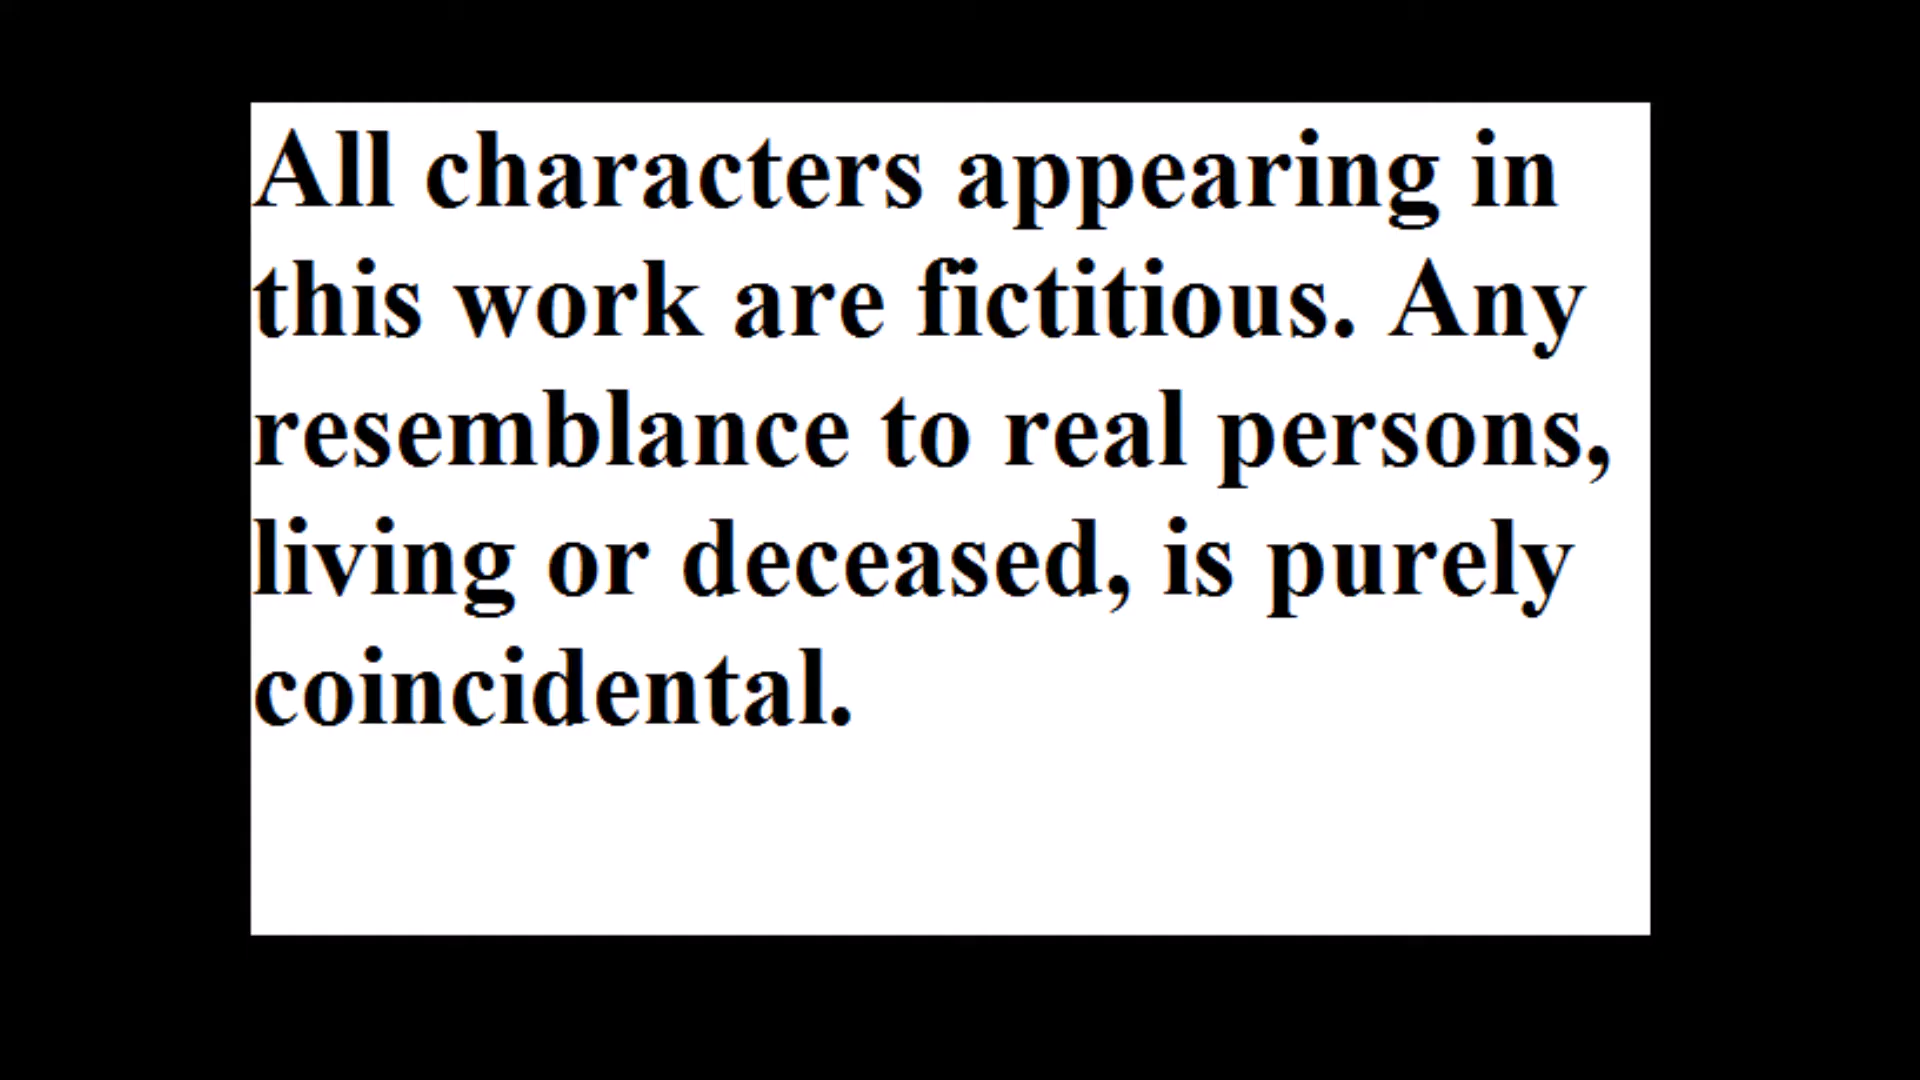 All characters appearing in
this work are fictitious. Any
resemblance to real persons,
living or deceased, is purely
coincidental.